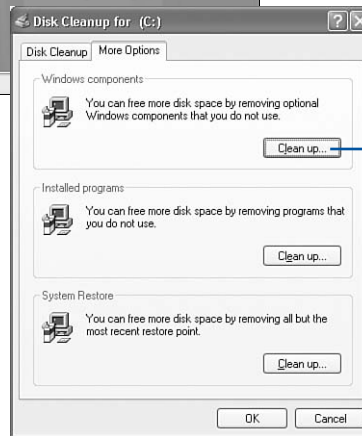 Disk Cleanup for (C:)
Disk Cleanup More Options
Windows components
You can free more disk space by removing optional
Windows components that you do not use.
Clean up...
Installed programs
You can free more disk space by removing programs that
you do not use.
Clean up...
System Restore
You can free more disk space by removing all but the
most recent restore point.
Clean up...
OK Cancel